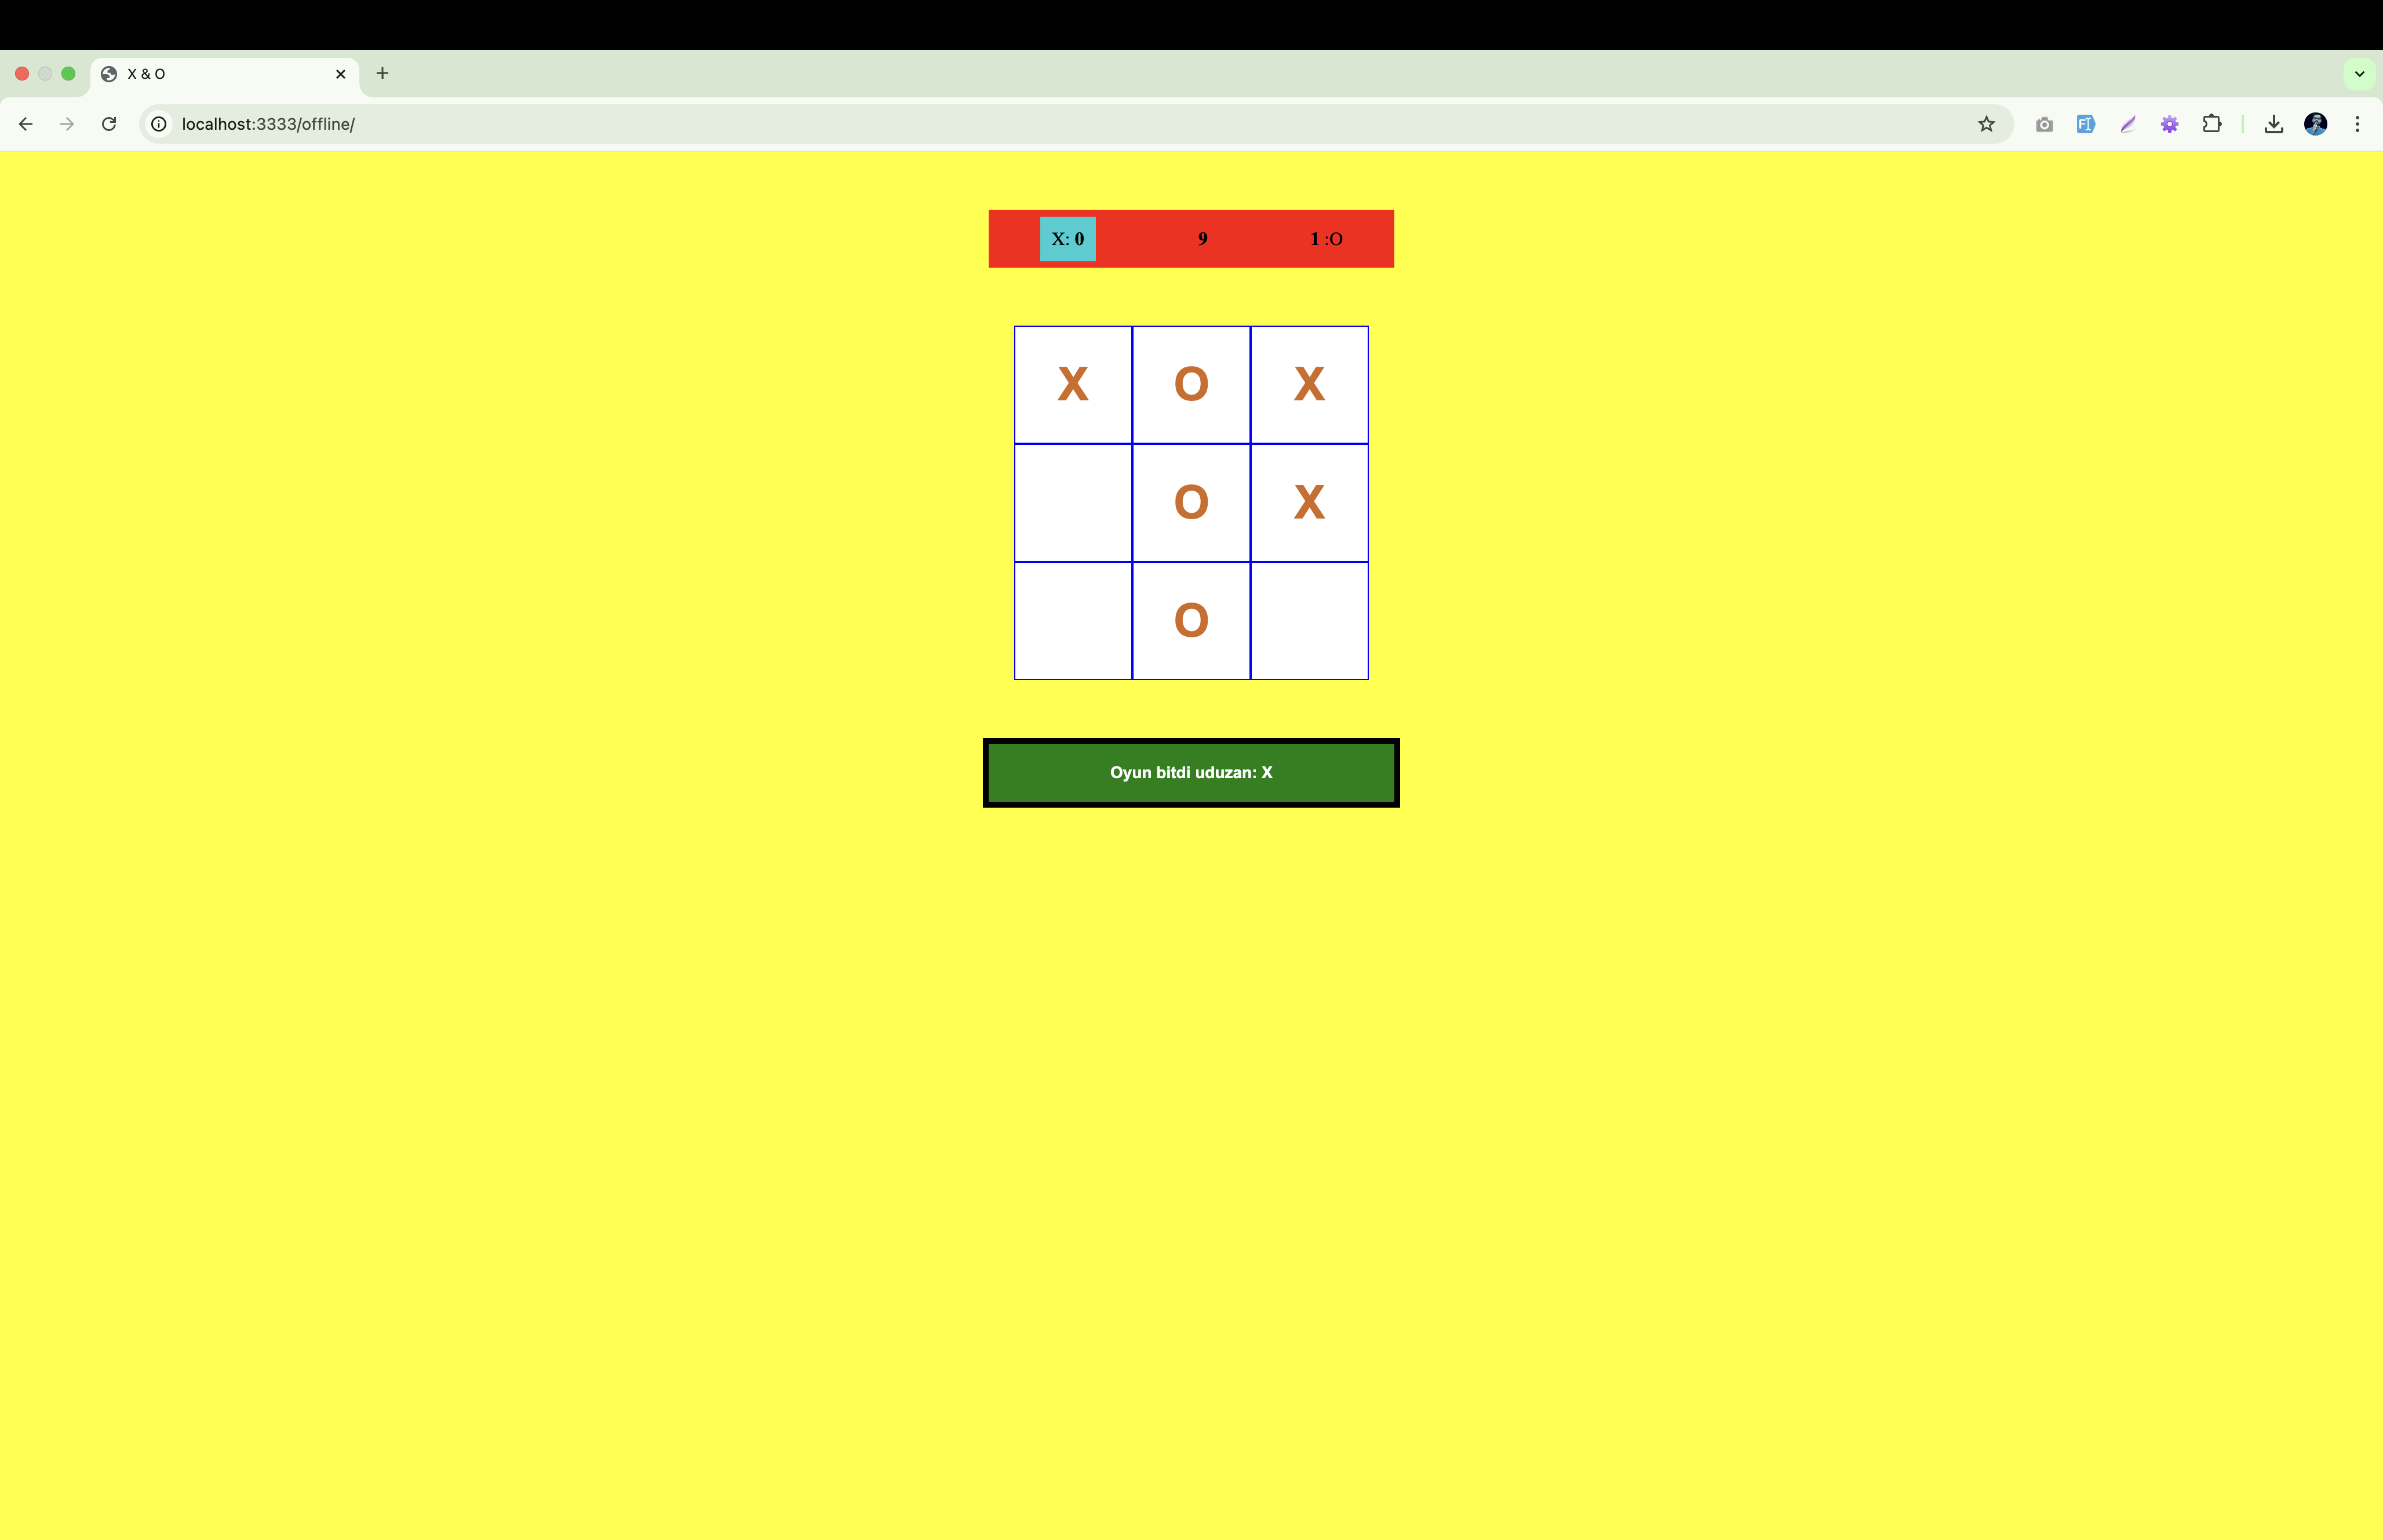 X & O
localhost:3333/offline/
X: 0 9 1 :O
X O X
O X
O
Oyun bitdi uduzan: X